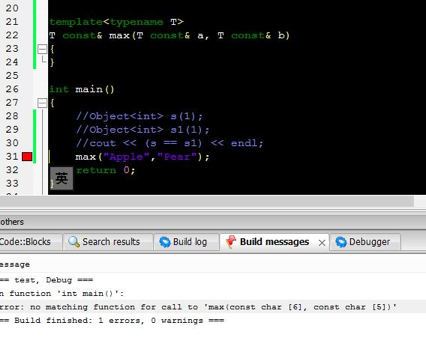 20
21 template<typename T>
22 T const& max(T const& a, T const& b)
23 {
24 }
25
26 int main()
27 {
28 //Object<int> s(1);
29 //Object<int> s1(1);
30 //cout << (s == s1) << endl;
31 max("Apple","Pear");
32 return 0;
33 }
英
others
Code::Blocks Search results Build log Build messages Debugger
essage
== test, Debug ===
n function 'int main()':
rror: no matching function for call to 'max(const char [6], const char [5])'
== Build finished: 1 errors, 0 warnings ===